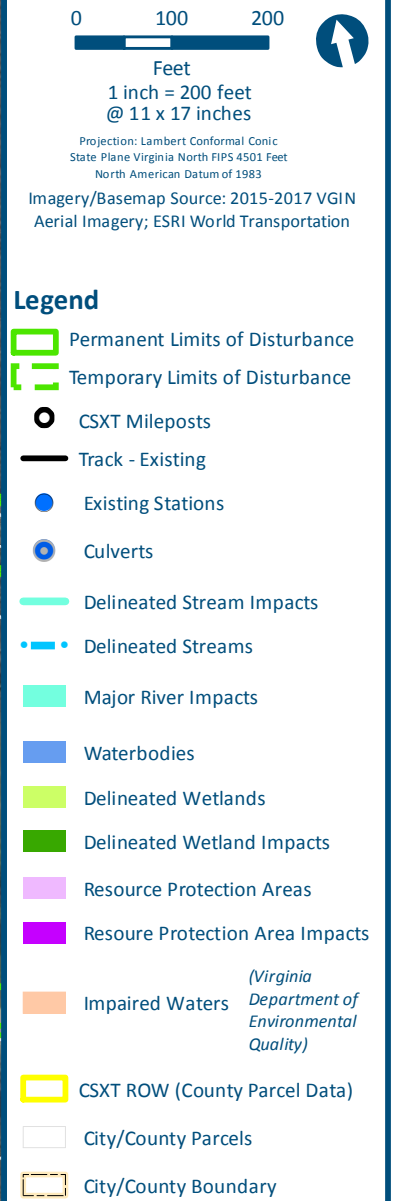 0 100 200
Feet
1 inch = 200 feet
@ 11 x 17 inches
Projection: Lambert Conformal Conic
State Plane Virginia North FIPS 4501 Feet
North American Datum of 1983
Imagery/Basemap Source: 2015-2017 VGIN
Aerial Imagery; ESRI World Transportation
Legend
Permanent Limits of Disturbance
Temporary Limits of Disturbance
CSXT Mileposts
Track - Existing
Existing Stations
Culverts
Delineated Stream Impacts
Delineated Streams
Major River Impacts
Waterbodies
Delineated Wetlands
Delineated Wetland Impacts
Resource Protection Areas
Resoure Protection Area Impacts
Impaired Waters
(Virginia
Department of
Environmental
Quality)
CSXT ROW (County Parcel Data)
City/County Parcels
City/County Boundary